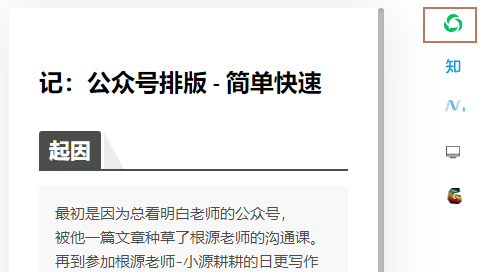 记：公众号排版 - 简单快速
知
起因
最初是因为总看明白老师的公众号，
被他一篇文章种草了根源老师的沟通课。
再到参加根源老师-小源耕耕的日更写作